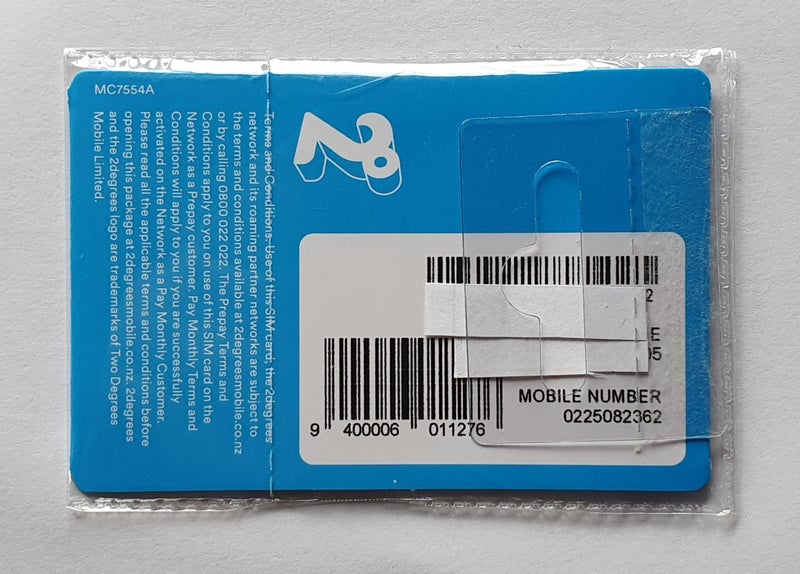 MC7554A
Terms and Conditions. Use of this SIM card, the 2degrees
network and its roaming partner networks are subject to
the terms and conditions available at 2degreesmobile.co.nz
or by calling 0800 022 022. The Prepay Terms and
Conditions apply to you on use of this SIM card on the
Network as a Prepay customer. Pay Monthly Terms and
Conditions will apply to you if you are successfully
activated on the Network as a Pay Monthly Customer.
Please read all the applicable terms and conditions before
opening this package at 2degreesmobile.co.nz. 2degrees
and the 2degrees logo are trademarks of Two Degrees
Mobile Limited.
2
2
E
05
MOBILE NUMBER
0225082362
9 400006 011276